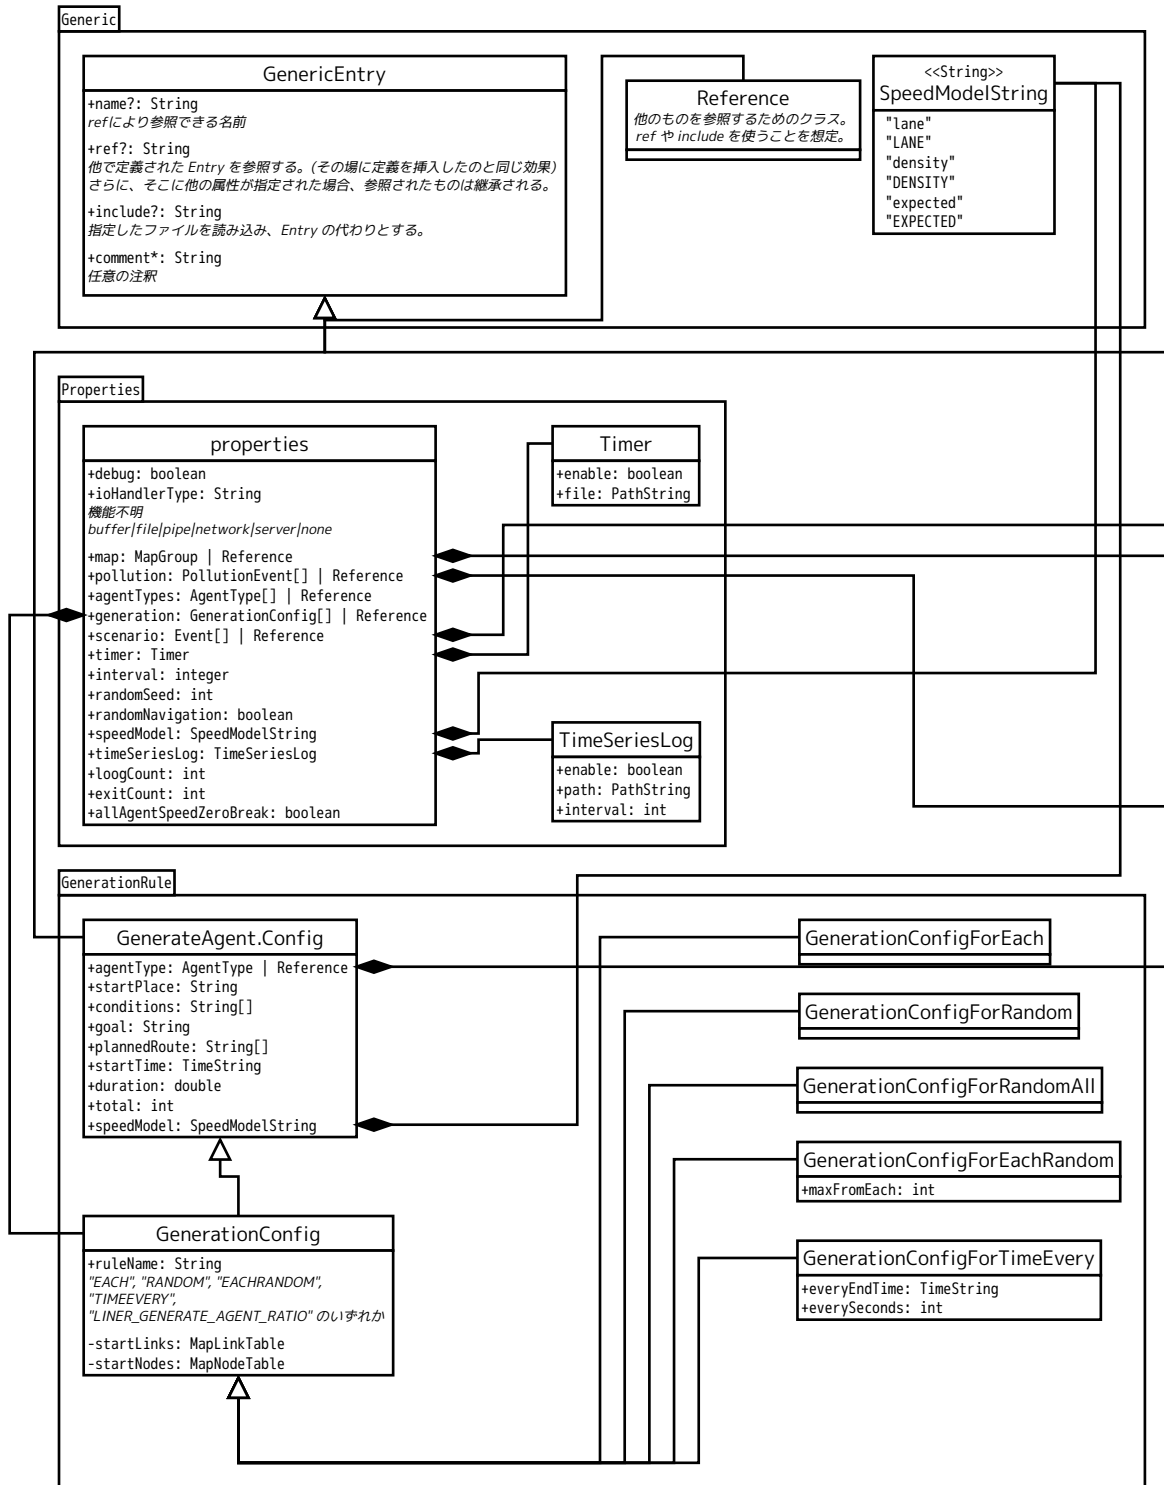 Generic
GenericEntry
+name?: String
refにより参照できる名前
+ref?: String
他で定義された Entry を参照する。(その場に定義を挿入したのと同じ効果)
さらに、そこに他の属性が指定された場合、参照されたものは継承される。
+include?: String
指定したファイルを読み込み、Entry の代わりとする。
+comment*: String
任意の注釈
Reference
他のものを参照するためのクラス。
ref や include を使うことを想定。
<<String>>
SpeedModelString
"lane"
"LANE"
"density"
"DENSITY"
"expected"
"EXPECTED"
Properties
properties
+debug: boolean
+ioHandlerType: String
機能不明
buffer|file|pipe|network|server|none
+map: MapGroup | Reference
+pollution: PollutionEvent[] | Reference
+agentTypes: AgentType[] | Reference
+generation: GenerationConfig[] | Reference
+scenario: Event[] | Reference
+timer: Timer
+interval: integer
+randomSeed: int
+randomNavigation: boolean
+speedModel: SpeedModelString
+timeSeriesLog: TimeSeriesLog
+loogCount: int
+exitCount: int
+allAgentSpeedZeroBreak: boolean
Timer
+enable: boolean
+file: PathString
TimeSeriesLog
+enable: boolean
+path: PathString
+interval: int
GenerationRule
GenerateAgent.Config
+agentType: AgentType | Reference
+startPlace: String
+conditions: String[]
+goal: String
+plannedRoute: String[]
+startTime: TimeString
+duration: double
+total: int
+speedModel: SpeedModelString
GenerationConfig
+ruleName: String
"EACH", "RANDOM", "EACHRANDOM",
"TIMEEVERY",
"LINER_GENERATE_AGENT_RATIO" のいずれか
-startLinks: MapLinkTable
-startNodes: MapNodeTable
GenerationConfigForEach
GenerationConfigForRandom
GenerationConfigForRandomAll
GenerationConfigForEachRandom
+maxFromEach: int
GenerationConfigForTimeEvery
+everyEndTime: TimeString
+everySeconds: int